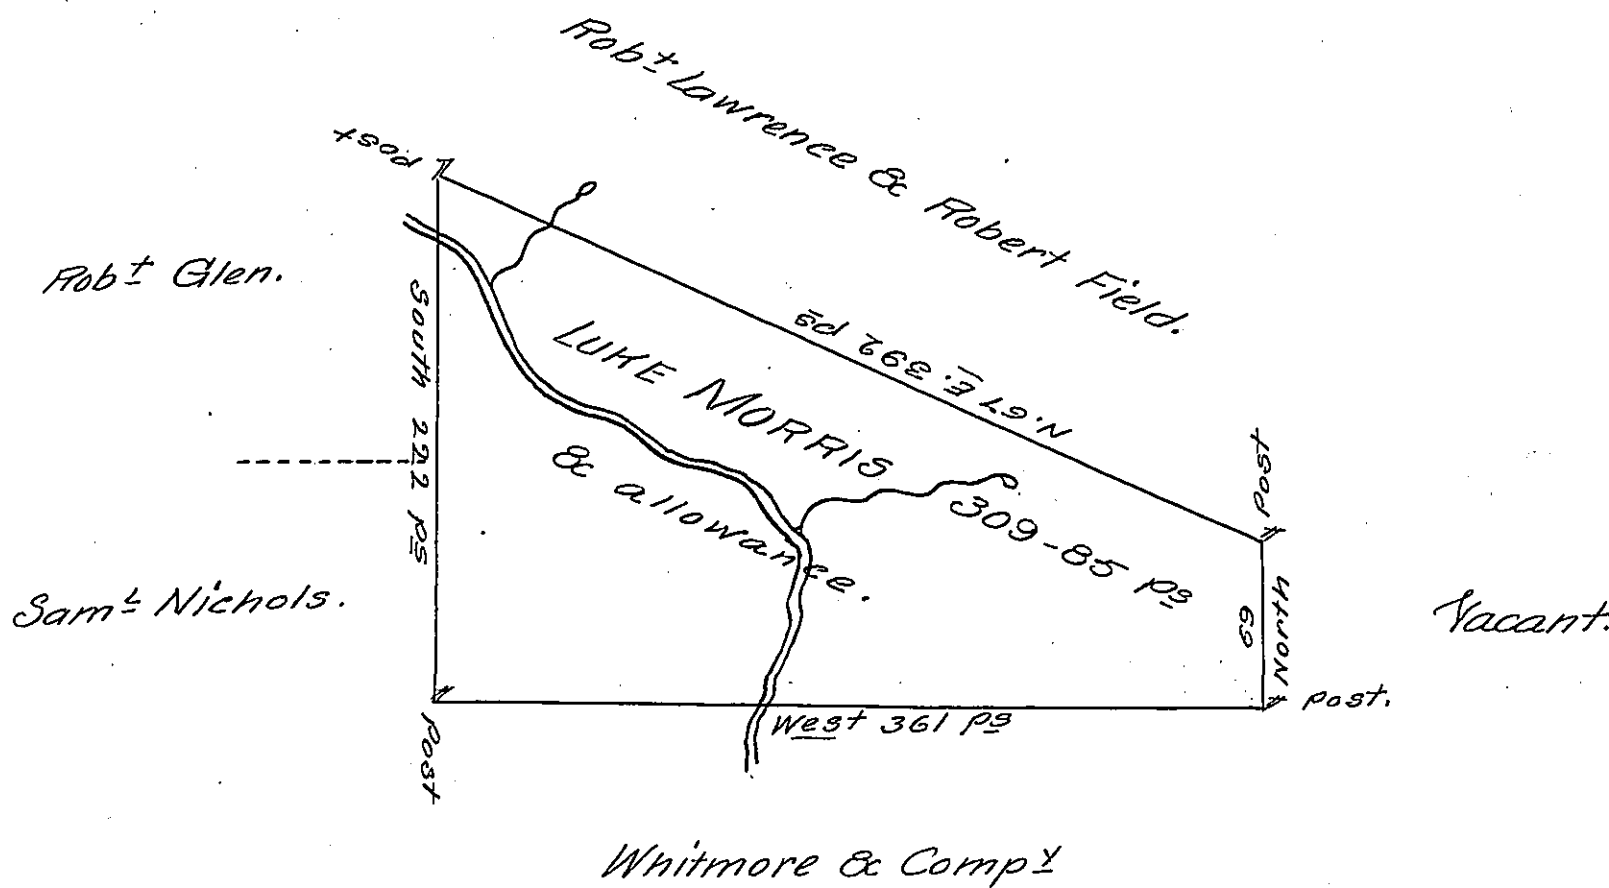 Robt Lawrence & Robert Field.
Post
Robt Glen.
South 222 ps
N. 67 E. 392 ps
LUKE MORRIS 309-85 ps
& allowance.
Post
North
69
Saml Nichols.
Vacant.
Post.
West 361 ps
Post
Whitmore & Compy